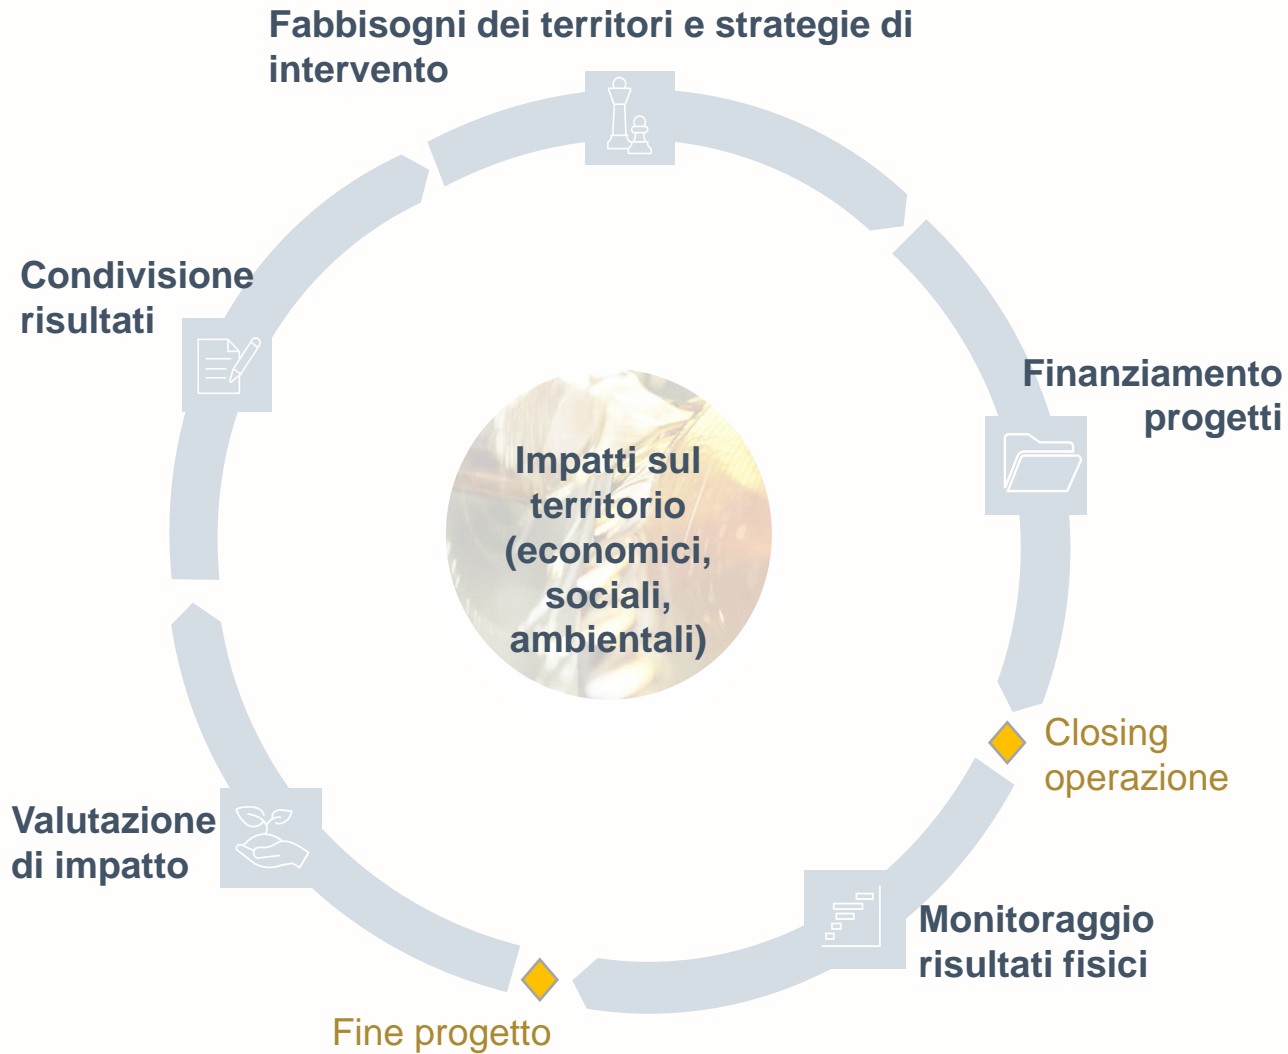 Fabbisogni dei territori e strategie di
intervento
Condivisione
risultati
Finanziamento
progetti
Impatti sul
territorio
(economici,
sociali,
ambientali)
Closing
operazione
Valutazione
di impatto
Monitoraggio
risultati fisici
Fine progetto